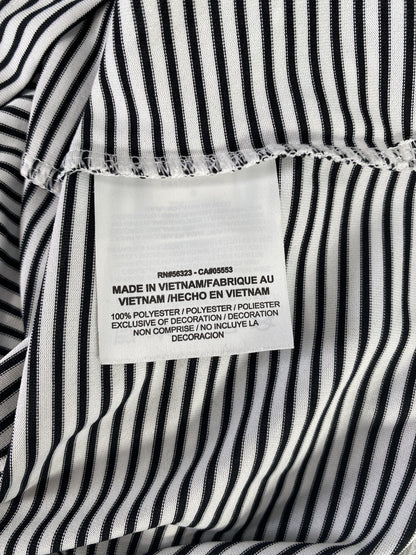 RN#56323 - CA#05553
MADE IN VIETNAM/FABRIQUE AU
VIETNAM /HECHO EN VIETNAM
100% POLYESTER / POLYESTER / POLIESTER
EXCLUSIVE OF DECORATION / DECORATION
NON COMPRISE / NO INCLUYE LA
DECORACION